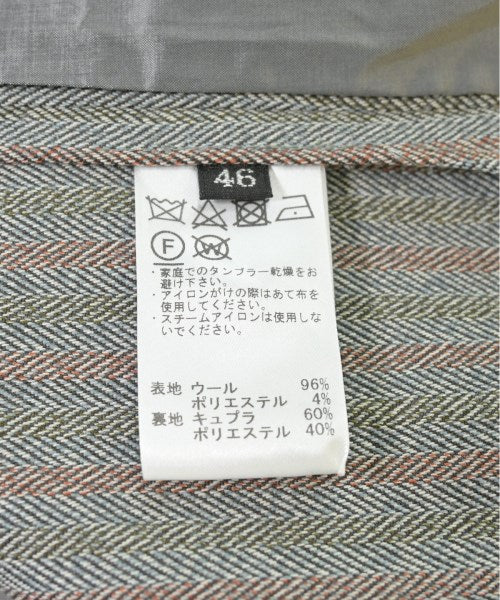 46
F
W
・家庭でのタンブラー乾燥をお
避け下さい。
・アイロンがけの際はあて布を
使用してください。
・スチームアイロンは使用しな
いでください。
表地 ウール 96%
ポリエステル 4%
裏地 キュプラ 60%
ポリエステル 40%